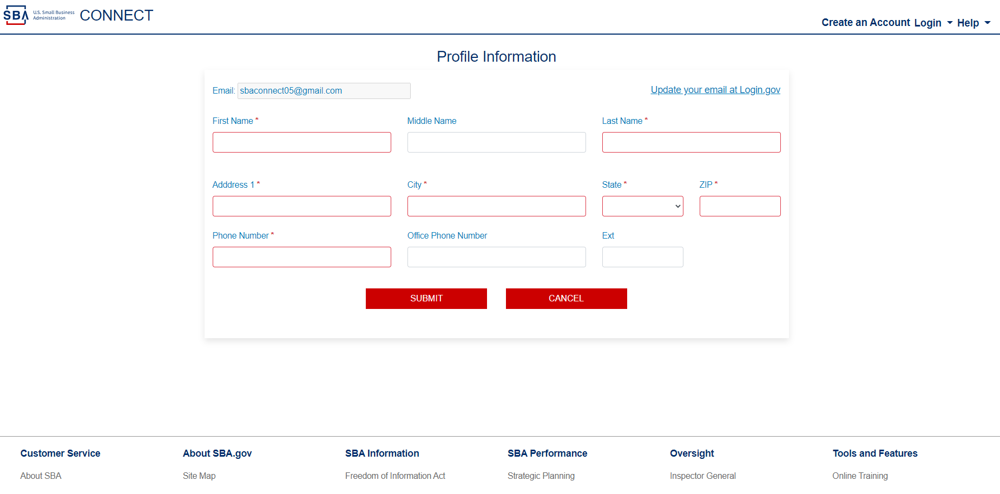 SBA U.S. Small Business Administration CONNECT
Create an Account Login Help
Profile Information
Email: sbaconnect05@gmail.com Update your email at Login.gov
First Name * Middle Name Last Name *
Adddress 1 * City * State * ZIP *
Phone Number * Office Phone Number Ext
SUBMIT CANCEL
Customer Service About SBA.gov SBA Information SBA Performance Oversight Tools and Features
About SBA Site Map Freedom of Information Act Strategic Planning Inspector General Online Training